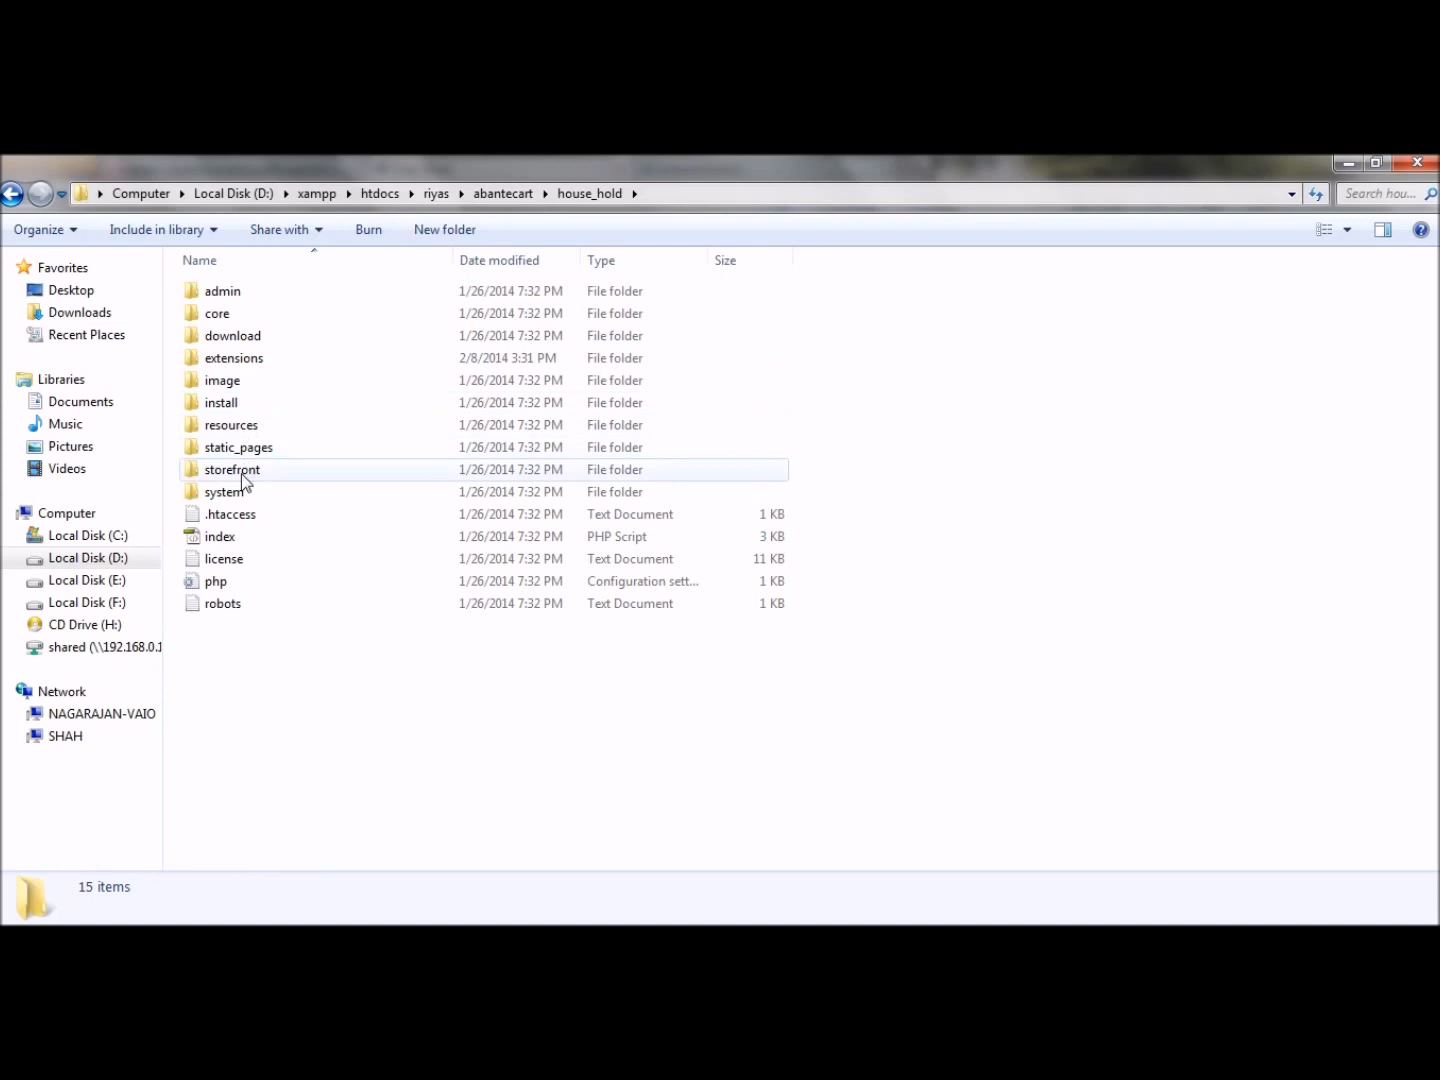 Computer Local Disk (D:) xampp htdocs riyas abantecart house_hold Search hou...
Organize Include in library Share with Burn New folder
Name Date modified Type Size
Favorites
Desktop
Downloads
Recent Places
Libraries
Documents
Music
Pictures
Videos
Computer
Local Disk (C:)
Local Disk (D:)
Local Disk (E:)
Local Disk (F:)
CD Drive (H:)
shared (\\192.168.0.1
Network
NAGARAJAN-VAIO
SHAH
admin 1/26/2014 7:32 PM File folder
core 1/26/2014 7:32 PM File folder
download 1/26/2014 7:32 PM File folder
extensions 2/8/2014 3:31 PM File folder
image 1/26/2014 7:32 PM File folder
install 1/26/2014 7:32 PM File folder
resources 1/26/2014 7:32 PM File folder
static_pages 1/26/2014 7:32 PM File folder
storefront 1/26/2014 7:32 PM File folder
system 1/26/2014 7:32 PM File folder
.htaccess 1/26/2014 7:32 PM Text Document 1 KB
index 1/26/2014 7:32 PM PHP Script 3 KB
license 1/26/2014 7:32 PM Text Document 11 KB
php 1/26/2014 7:32 PM Configuration sett... 1 KB
robots 1/26/2014 7:32 PM Text Document 1 KB
15 items